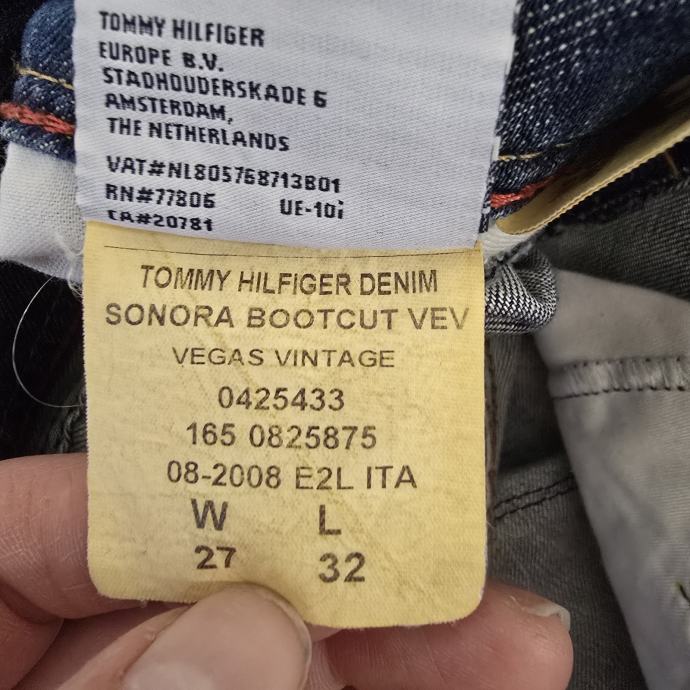 TOMMY HILFIGER
EUROPE B.V.
STADHOUDERSKADE 6
AMSTERDAM,
THE NETHERLANDS
VAT#NL805768713B01
RN#77806 UE-10i
CA#20781
TOMMY HILFIGER DENIM
SONORA BOOTCUT VEV
VEGAS VINTAGE
0425433
165 0825875
08-2008 E2L ITA
W L
27 32